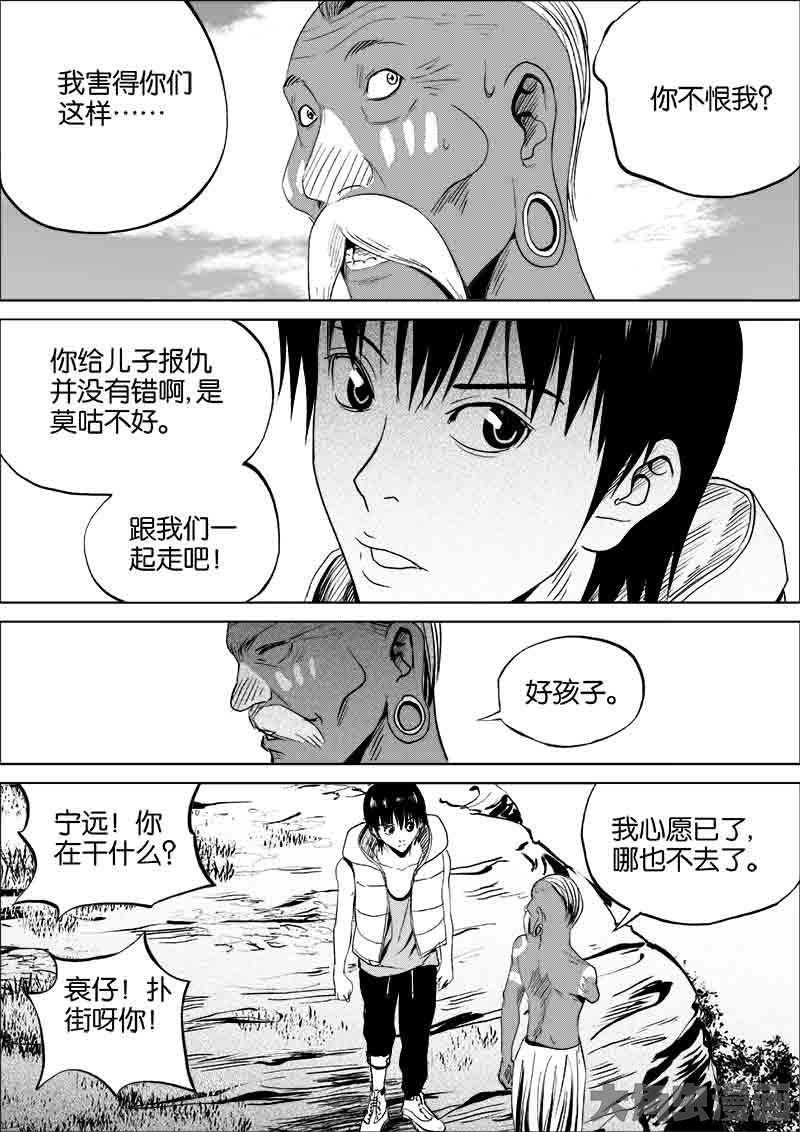 你不恨我？
我害得你们
这样……
你给儿子报仇
并没有错啊，是
莫咕不好。
跟我们一
起走吧！
好孩子。
我心愿已了，
哪也不去了。
宁远！你
在干什么？
衰仔！扑
街呀你！